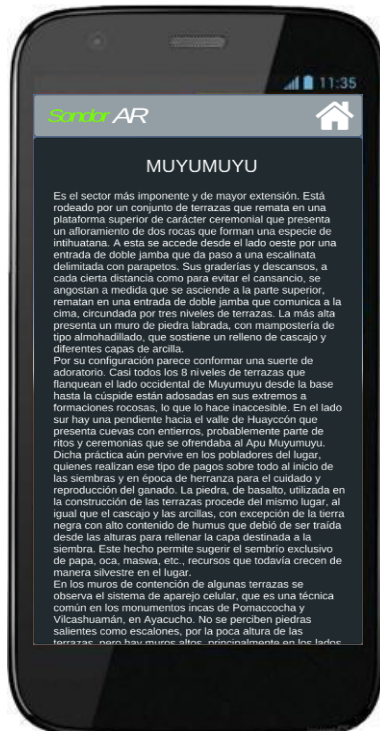 11:35
Sondor AR
MUYUMUYU
Es el sector más imponente y de mayor extensión. Está
rodeado por un conjunto de terrazas que remata en una
plataforma superior de carácter ceremonial que presenta
un afloramiento de dos rocas que forman una especie de
intihuatana. A esta se accede desde el lado oeste por una
entrada de doble jamba que da paso a una escalinata
delimitada con parapetos. Sus graderías y descansos, a
cada cierta distancia como para evitar el cansancio, se
angostan a medida que se asciende a la parte superior,
rematan en una entrada de doble jamba que comunica a la
cima, circundada por tres niveles de terrazas. La más alta
presenta un muro de piedra labrada, con mampostería de
tipo almohadillado, que sostiene un relleno de cascajo y
diferentes capas de arcilla.
Por su configuración parece conformar una suerte de
adoratorio. Casi todos los 8 niveles de terrazas que
flanquean el lado occidental de Muyumuyu desde la base
hasta la cúspide están adosadas en sus extremos a
formaciones rocosas, lo que lo hace inaccesible. En el lado
sur hay una pendiente hacia el valle de Huayccón que
presenta cuevas con entierros, probablemente parte de
ritos y ceremonias que se ofrendaba al Apu Muyumuyu.
Dicha práctica aún pervive en los pobladores del lugar,
quienes realizan ese tipo de pagos sobre todo al inicio de
las siembras y en época de herranza para el cuidado y
reproducción del ganado. La piedra, de basalto, utilizada en
la construcción de las terrazas procede del mismo lugar, al
igual que el cascajo y las arcillas, con excepción de la tierra
negra con alto contenido de humus que debió de ser traída
desde las alturas para rellenar la capa destinada a la
siembra. Este hecho permite sugerir el sembrío exclusivo
de papa, oca, maswa, etc., recursos que todavía crecen de
manera silvestre en el lugar.
En los muros de contención de algunas terrazas se
observa el sistema de aparejo celular, que es una técnica
común en los monumentos incas de Pomaccocha y
Vilcashuamán, en Ayacucho. No se perciben piedras
salientes como escalones, por la poca altura de las
terrazas, pero hay muros altos, principalmente en los lados